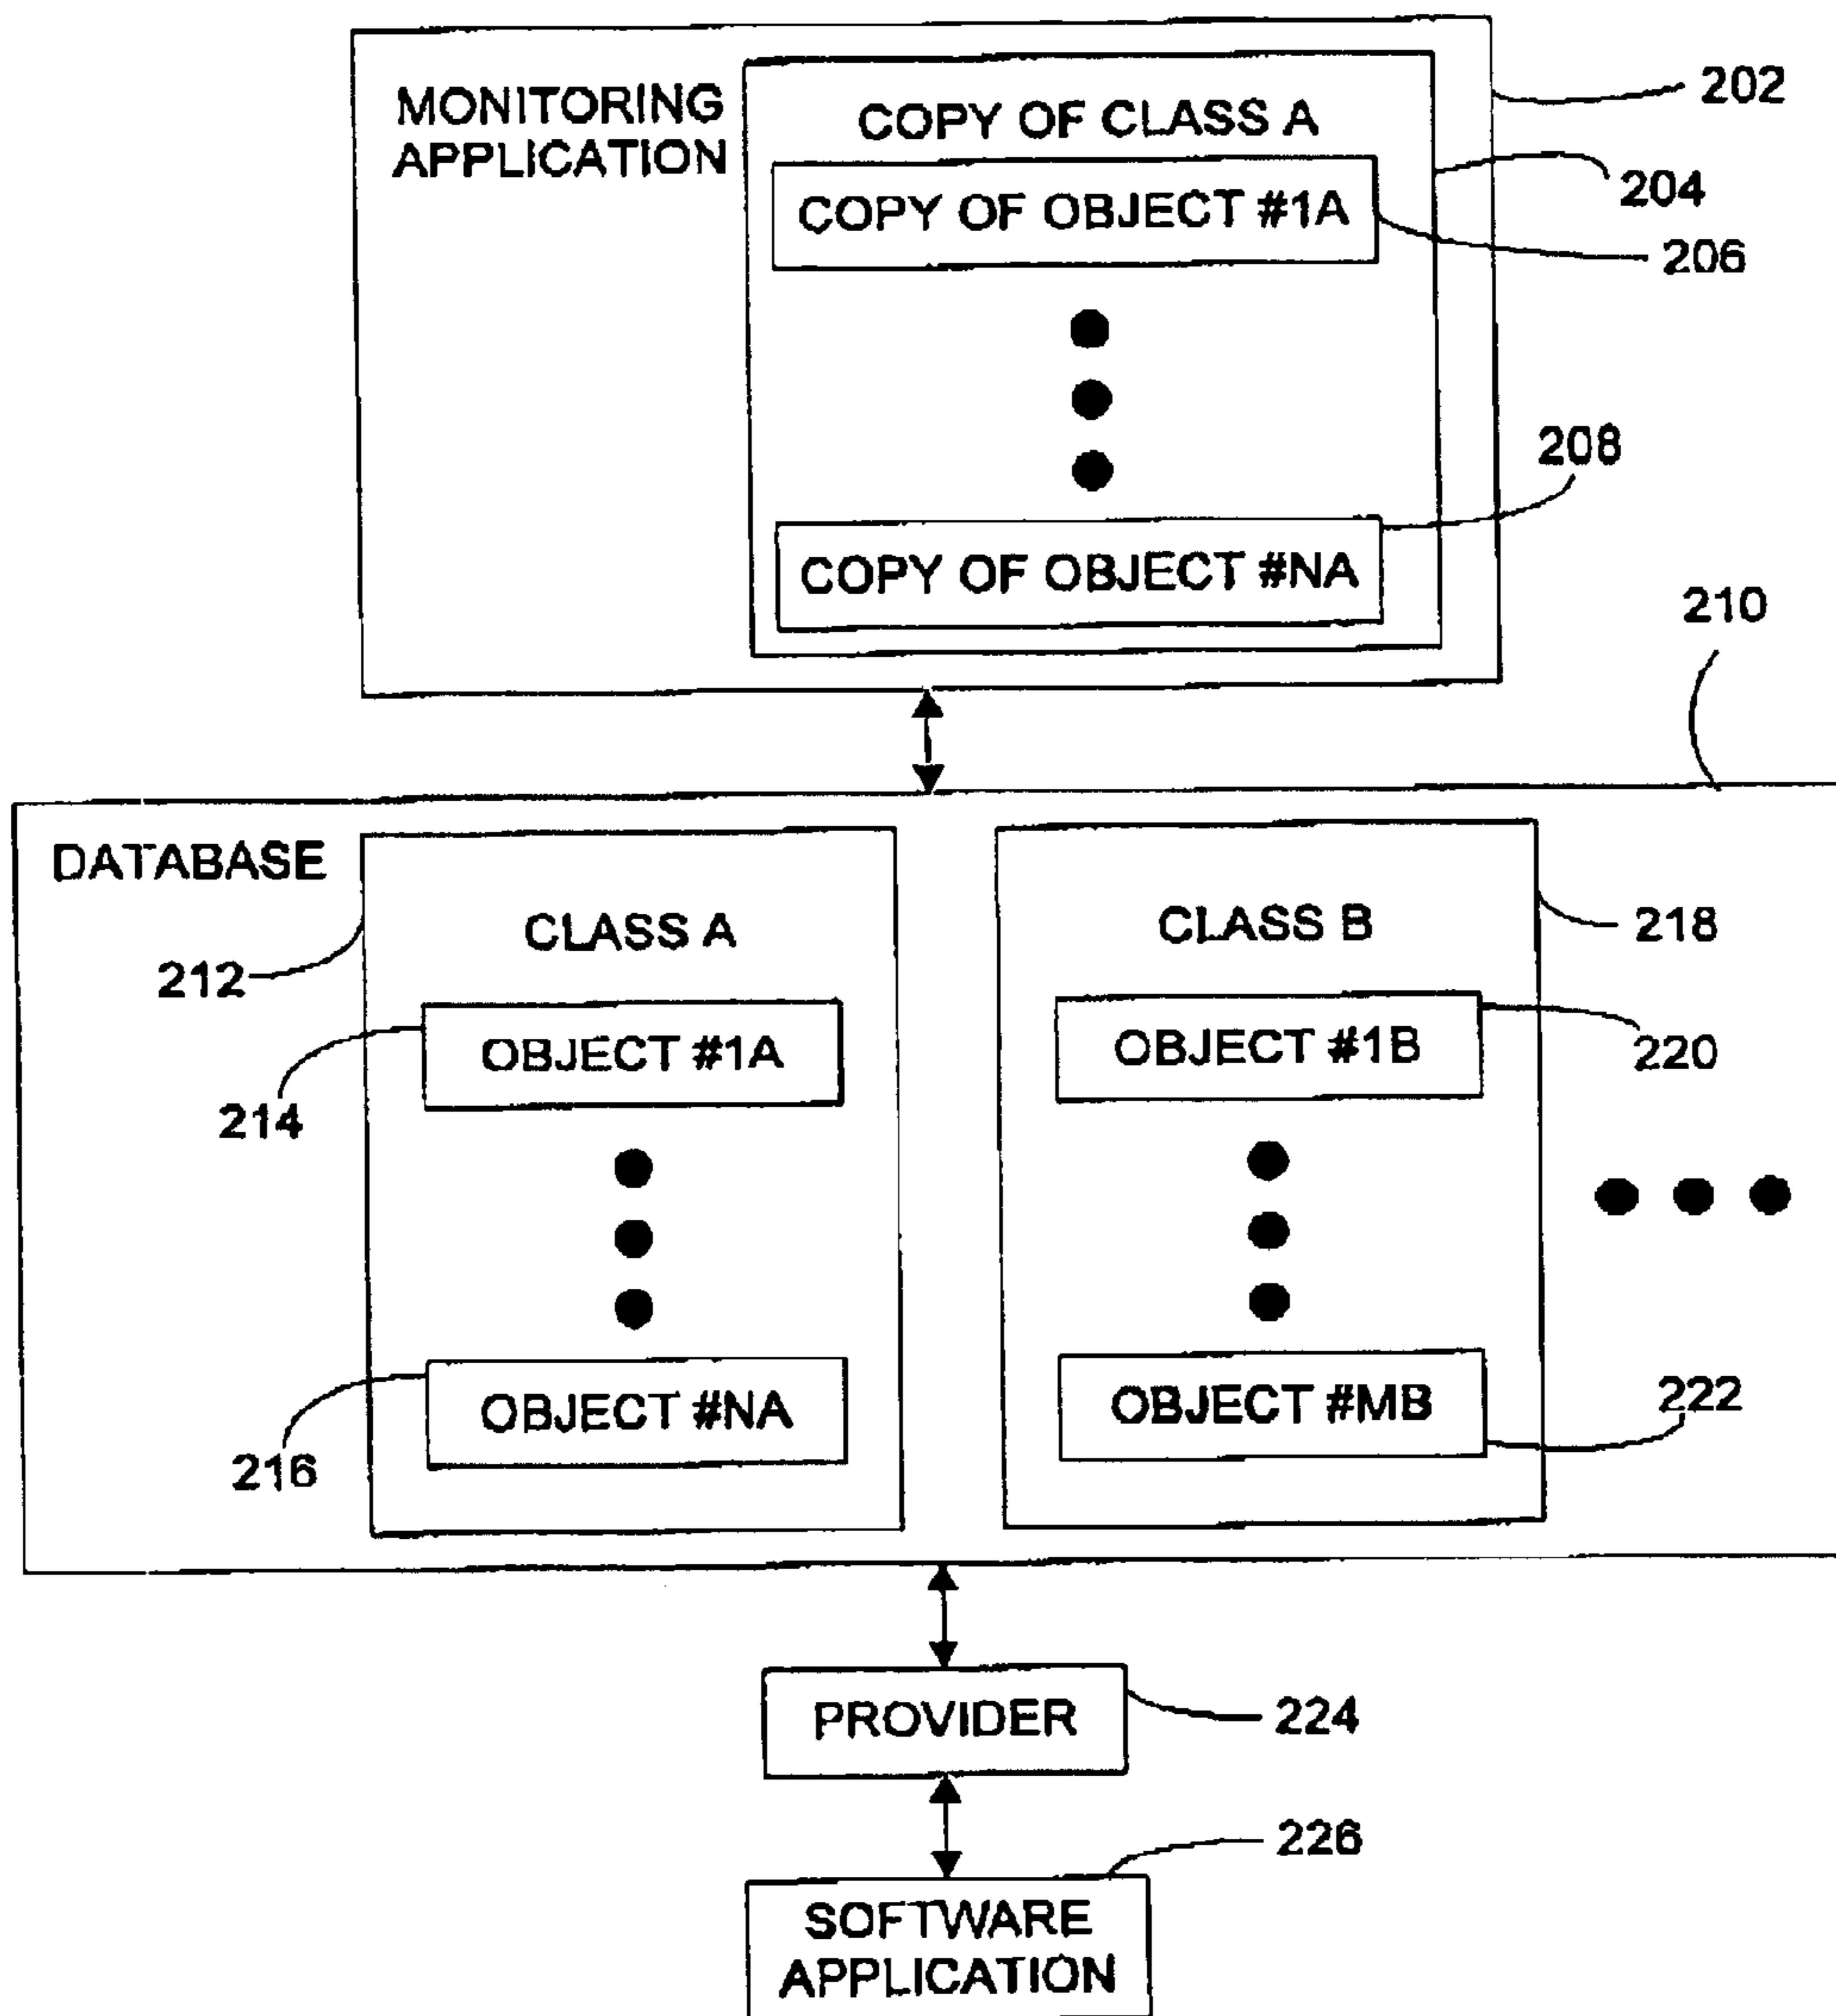 MONITORING
APPLICATION
COPY OF CLASS A
202
COPY OF OBJECT #1A
204
206
208
COPY OF OBJECT #NA
210
DATABASE
CLASS A
CLASS B
218
212
OBJECT #1A
OBJECT #1B
220
214
OBJECT #NA
OBJECT #MB
222
216
PROVIDER
224
226
SOFTWARE
APPLICATION